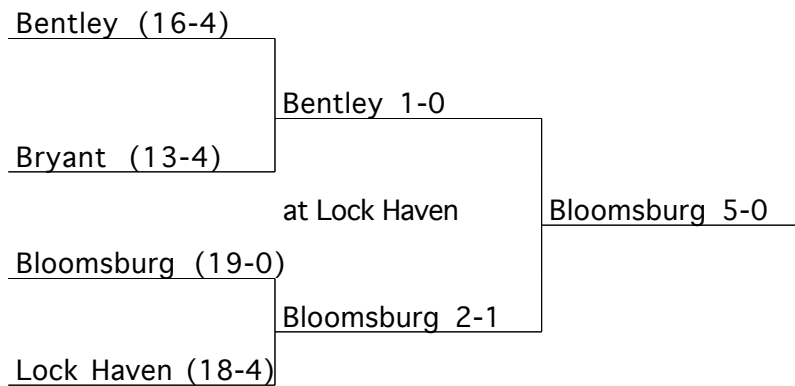 Bentley (16-4)
Bentley 1-0
Bryant (13-4)
at Lock Haven
Bloomsburg 5-0
Bloomsburg (19-0)
Bloomsburg 2-1
Lock Haven (18-4)